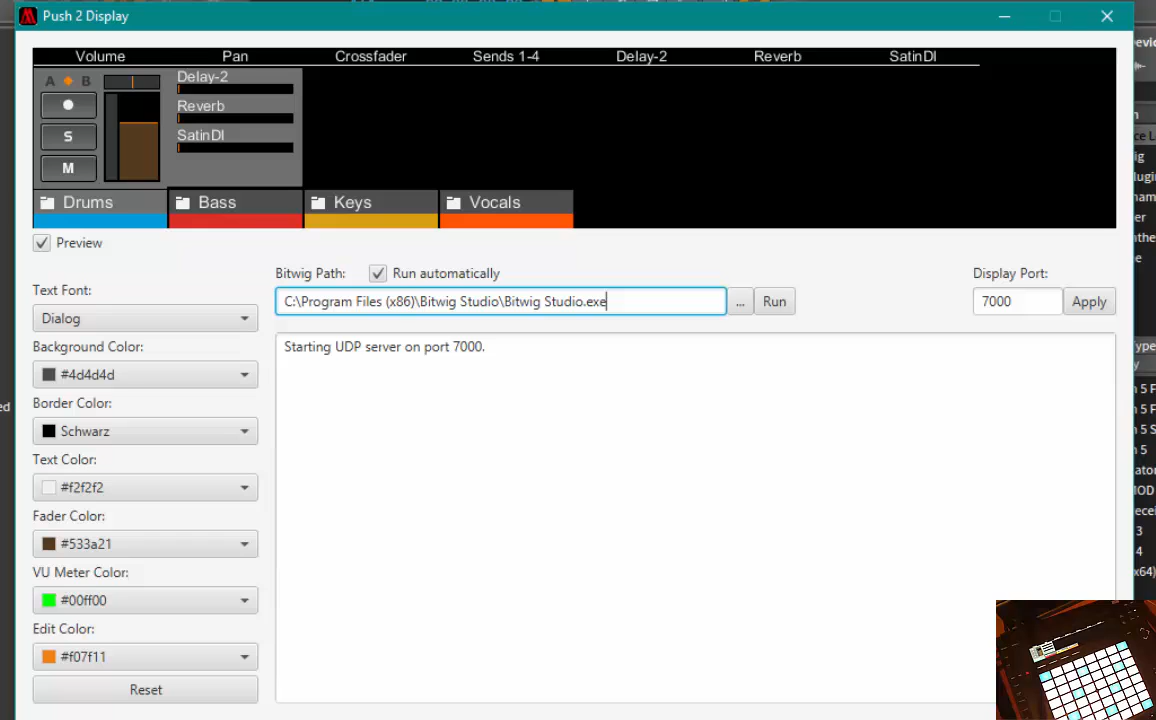 Push 2 Display
Volume Pan Crossfader Sends 1-4 Delay-2 Reverb SatinDI
A B
Delay-2
Reverb
S
SatinDI
M
Drums Bass Keys Vocals
Preview
Bitwig Path: Run automatically Display Port:
C:\Program Files (x86)\Bitwig Studio\Bitwig Studio.exe ... Run 7000 Apply
Text Font:
Dialog
Starting UDP server on port 7000.
Background Color:
#4d4d4d
Border Color:
Schwarz
Text Color:
#f2f2f2
Fader Color:
#533a21
VU Meter Color:
#00ff00
Edit Color:
#f07f11
Reset